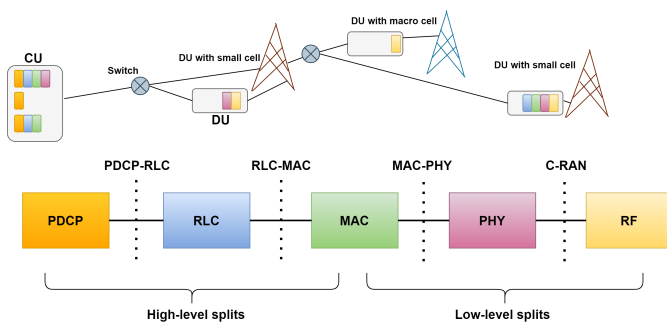 DU with macro cell
CU
DU with small cell
DU with small cell
Switch
DU
PDCP-RLC
RLC-MAC
MAC-PHY
C-RAN
PDCP
RLC
MAC
PHY
RF
High-level splits
Low-level splits